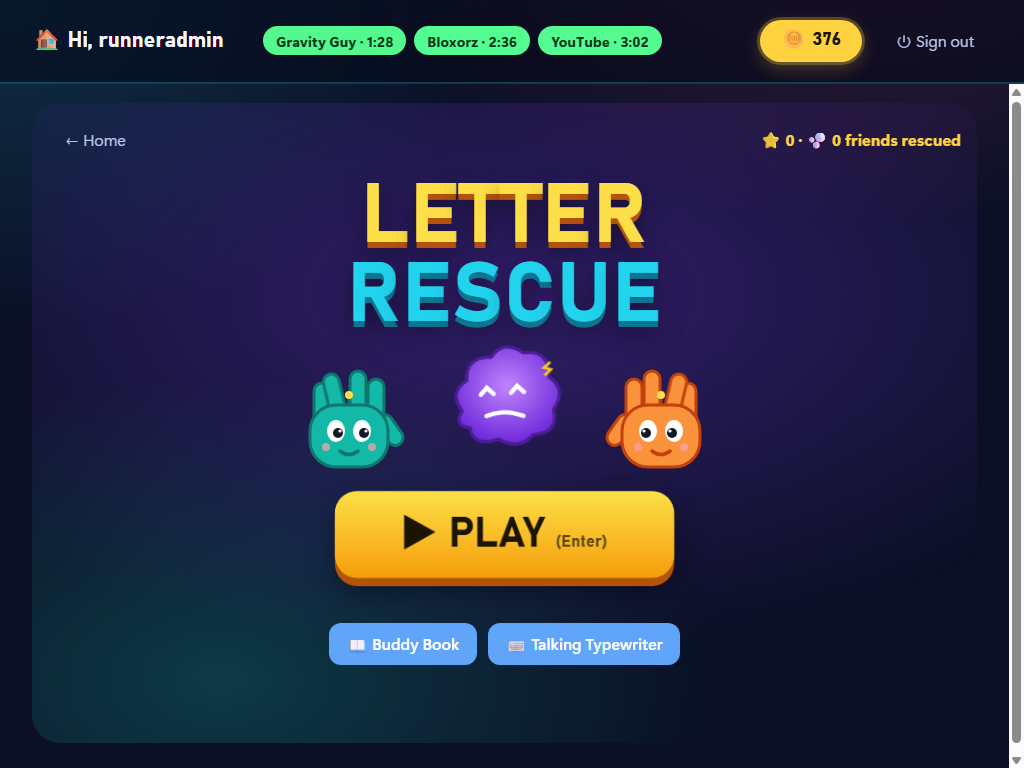 Hi, runneradmin
Gravity Guy · 1:28
Bloxorz · 2:36
YouTube · 3:02
376
Sign out
← Home
0 · 0 friends rescued
LETTER
RESCUE
PLAY (Enter)
Buddy Book
Talking Typewriter